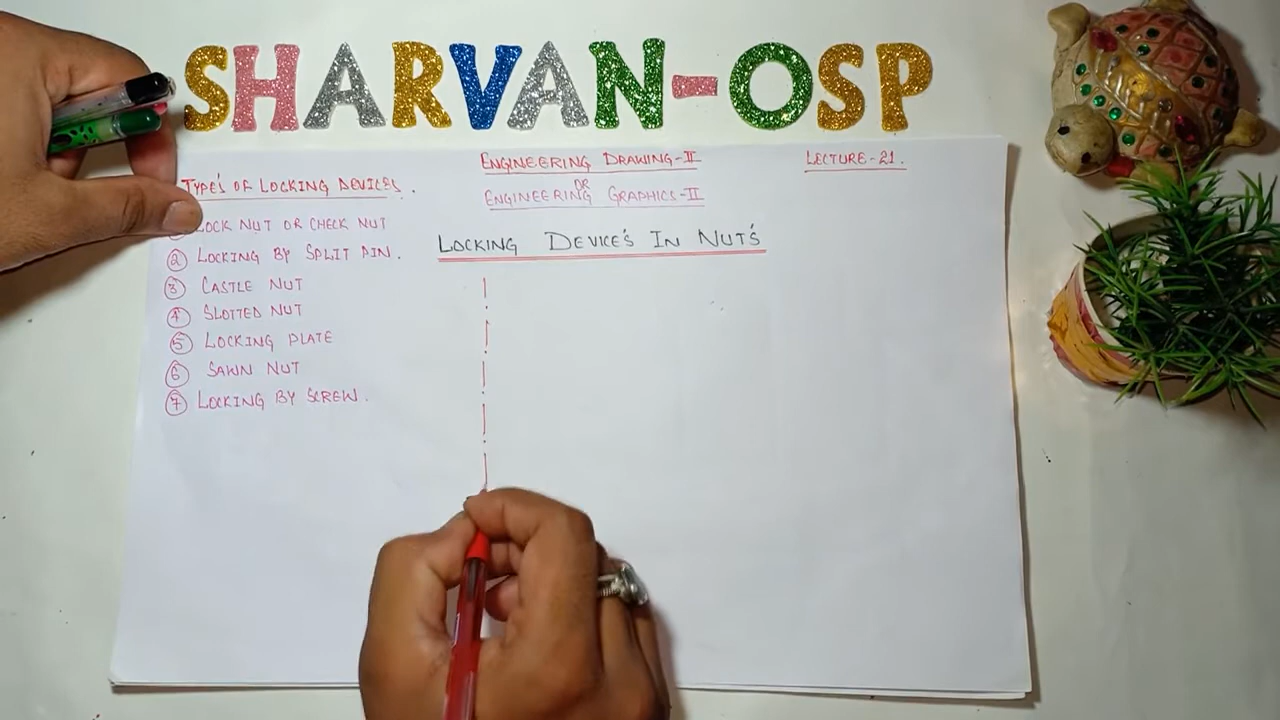 SHARVAN-OSP
ENGINEERING DRAWING-II
OR
ENGINEERING GRAPHICS-II
LECTURE-21.
TYPE'S OF LOCKING DEVICES.
LOCK NUT OR CHECK NUT
② LOCKING BY SPLIT PIN.
③ CASTLE NUT
④ SLOTTED NUT
⑤ LOCKING PLATE
⑥ SAWN NUT
⑦ LOCKING BY SCREW.
LOCKING DEVICE'S IN NUT'S